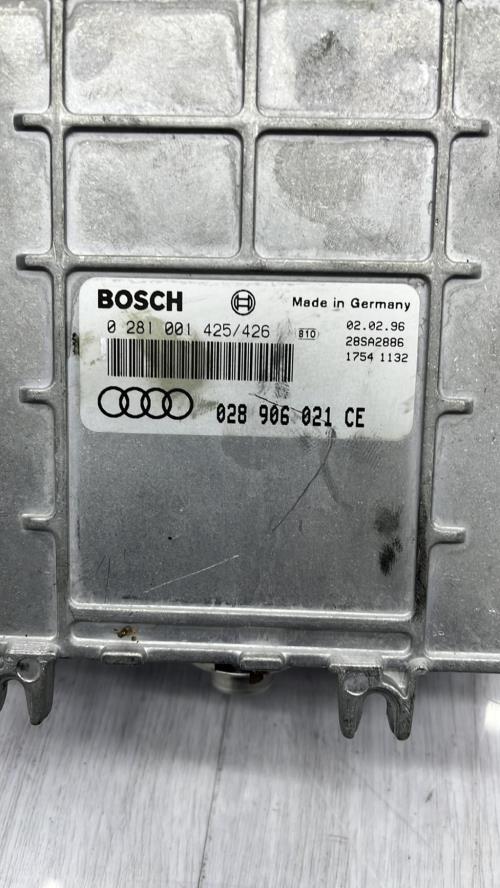 BOSCH
Made in Germany
0 281 001 425/426 810
02.02.96
28SA2886
1754 1132
028 906 021 CE